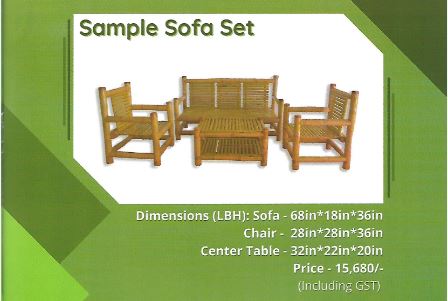 Sample Sofa Set
Dimensions (LBH): Sofa - 68in*18in*36in
Chair - 28in*28in*36in
Center Table - 32in*22in*20in
Price - 15,680/-
(Including GST)